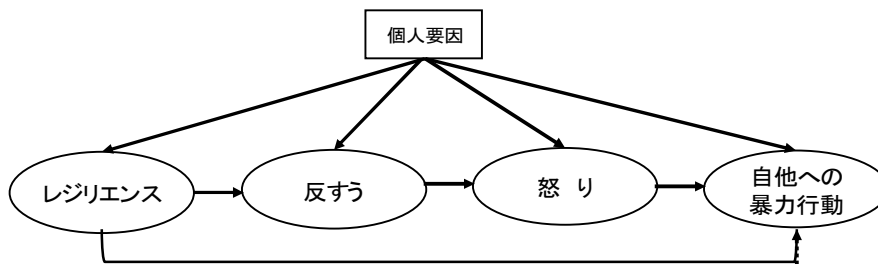 個人要因
レジリエンス
反すう
怒 り
自他への
暴力行動